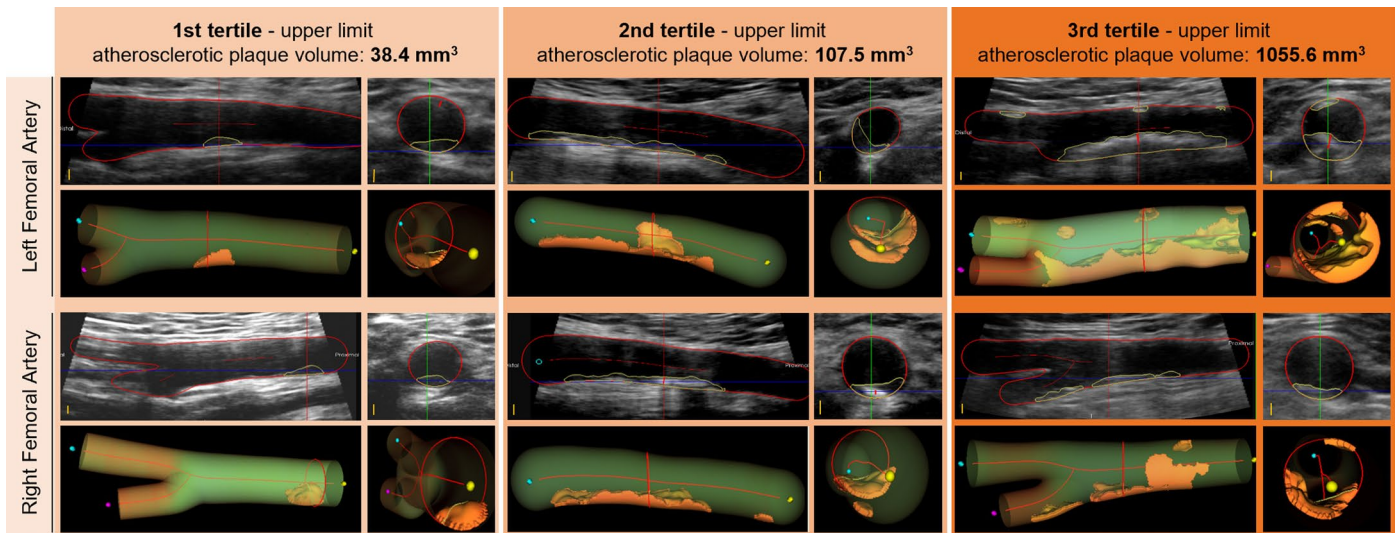 1st tertile - upper limit
atherosclerotic plaque volume: 38.4 mm³
2nd tertile - upper limit
atherosclerotic plaque volume: 107.5 mm³
3rd tertile - upper limit
atherosclerotic plaque volume: 1055.6 mm³
Left Femoral Artery
Distal
Right Femoral Artery
Proximal
Proximal